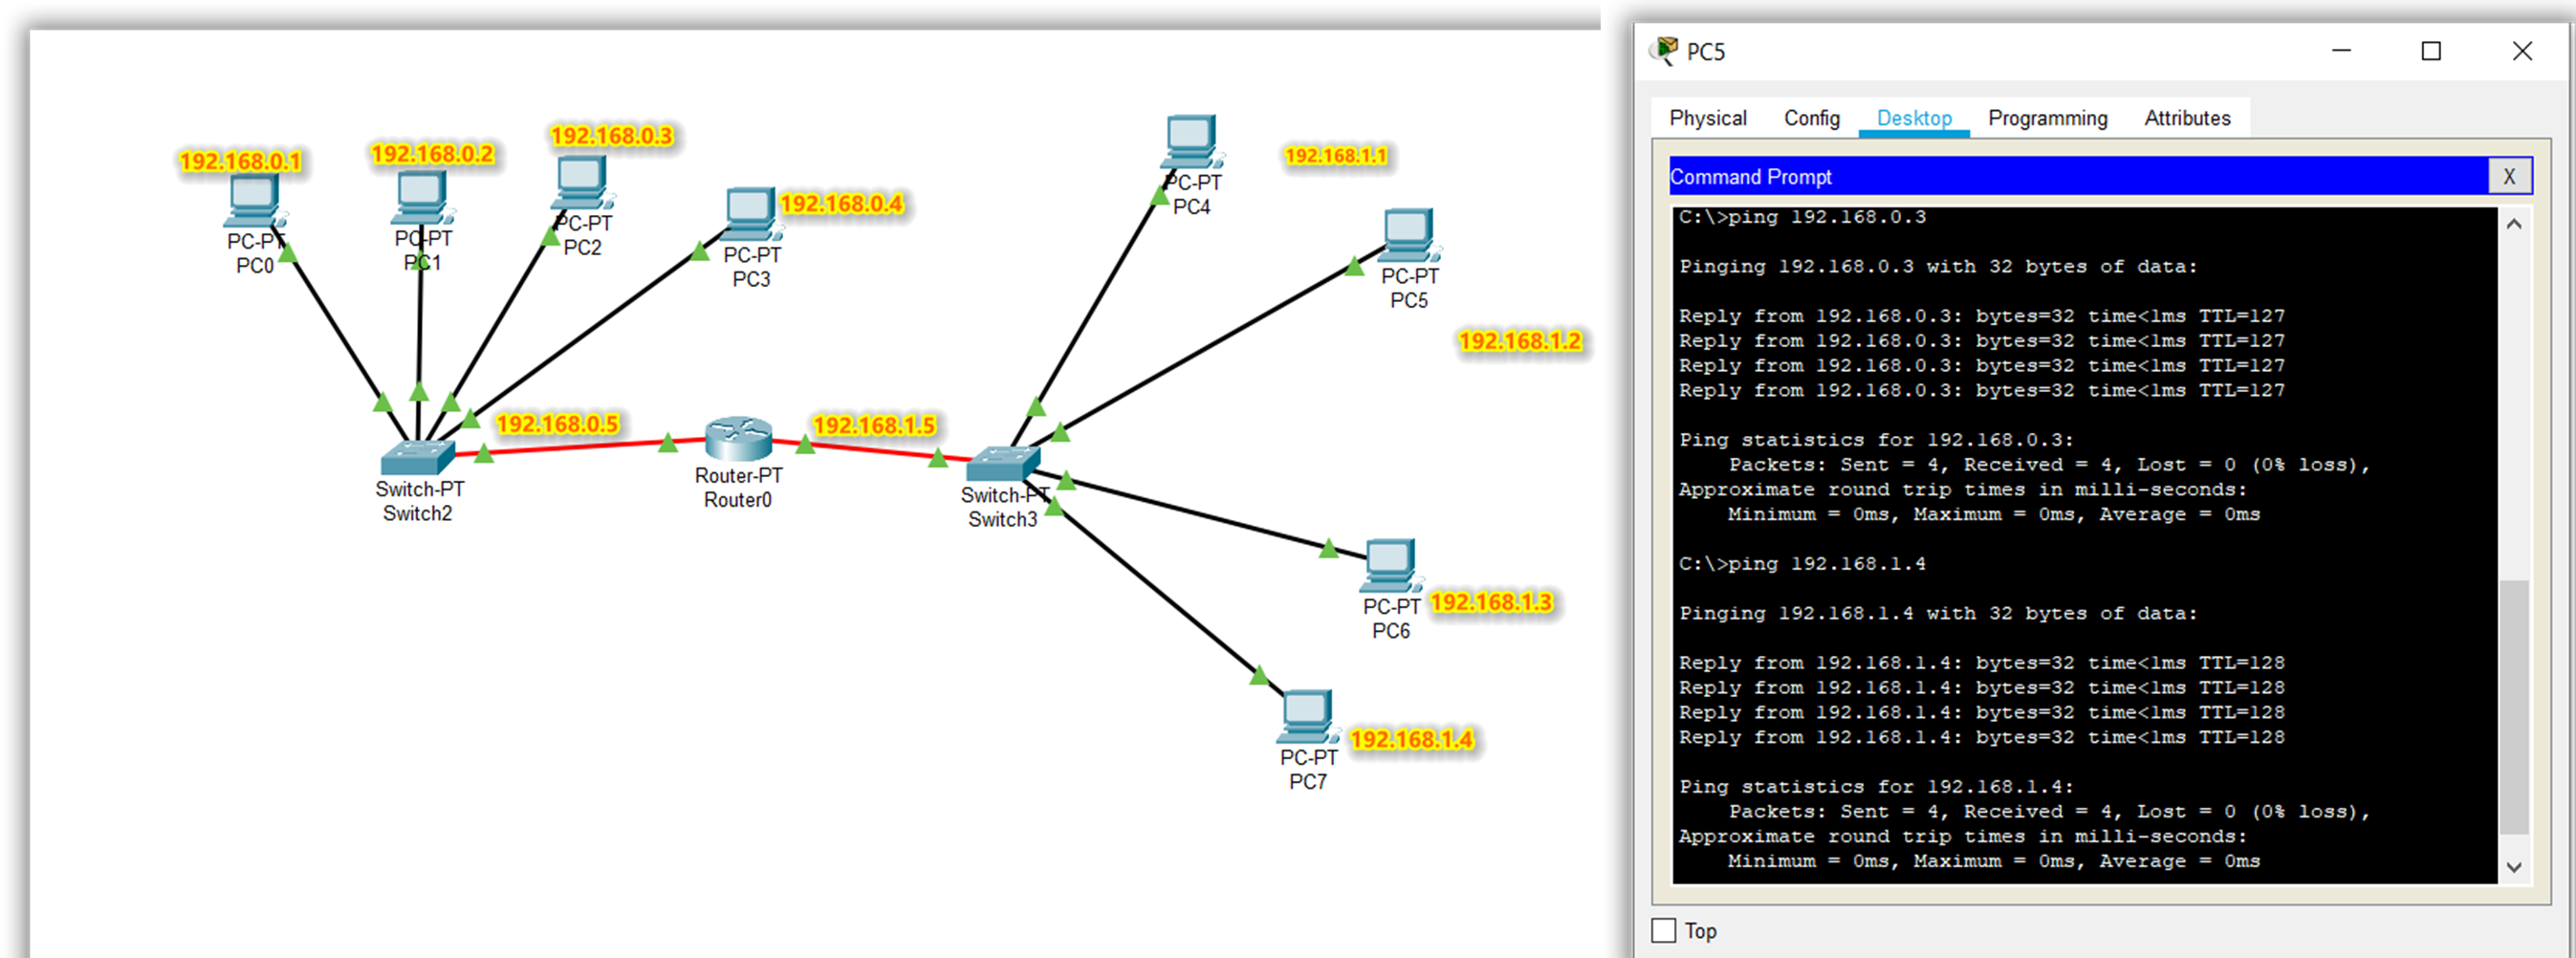 192.168.0.1
192.168.0.2
192.168.0.3
192.168.0.4
PC-PT
PC0
PC-PT
PC1
PC-PT
PC2
PC-PT
PC3
192.168.1.1
PC-PT
PC4
PC-PT
PC5
192.168.1.2
192.168.0.5
192.168.1.5
Switch-PT
Switch2
Router-PT
Router0
Switch-PT
Switch3
PC-PT
PC6
192.168.1.3
PC-PT
PC7
192.168.1.4
PC5
Physical Config Desktop Programming Attributes
Command Prompt
X
C:\>ping 192.168.0.3
Pinging 192.168.0.3 with 32 bytes of data:
Reply from 192.168.0.3: bytes=32 time<1ms TTL=127
Reply from 192.168.0.3: bytes=32 time<1ms TTL=127
Reply from 192.168.0.3: bytes=32 time<1ms TTL=127
Reply from 192.168.0.3: bytes=32 time<1ms TTL=127
Ping statistics for 192.168.0.3:
Packets: Sent = 4, Received = 4, Lost = 0 (0% loss),
Approximate round trip times in milli-seconds:
Minimum = 0ms, Maximum = 0ms, Average = 0ms
C:\>ping 192.168.1.4
Pinging 192.168.1.4 with 32 bytes of data:
Reply from 192.168.1.4: bytes=32 time<1ms TTL=128
Reply from 192.168.1.4: bytes=32 time<1ms TTL=128
Reply from 192.168.1.4: bytes=32 time<1ms TTL=128
Reply from 192.168.1.4: bytes=32 time<1ms TTL=128
Ping statistics for 192.168.1.4:
Packets: Sent = 4, Received = 4, Lost = 0 (0% loss),
Approximate round trip times in milli-seconds:
Minimum = 0ms, Maximum = 0ms, Average = 0ms
Top